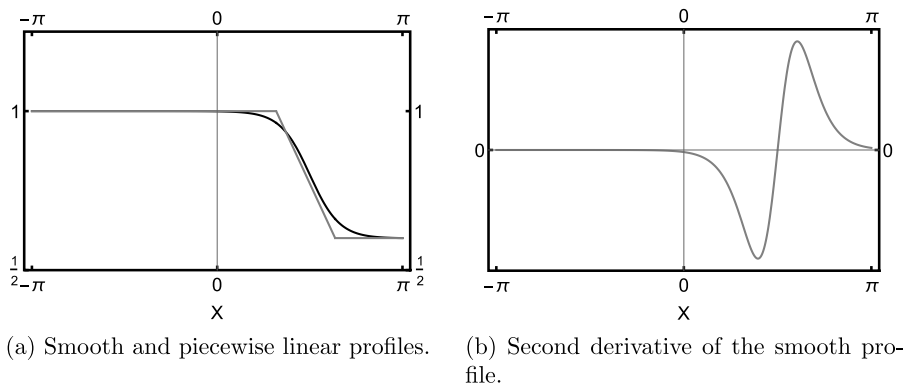 −π 0 π
1 1
1/2 1/2
−π 0 π
X
(a) Smooth and piecewise linear profiles.
−π 0 π
0 0
−π 0 π
X
(b) Second derivative of the smooth pro-
file.